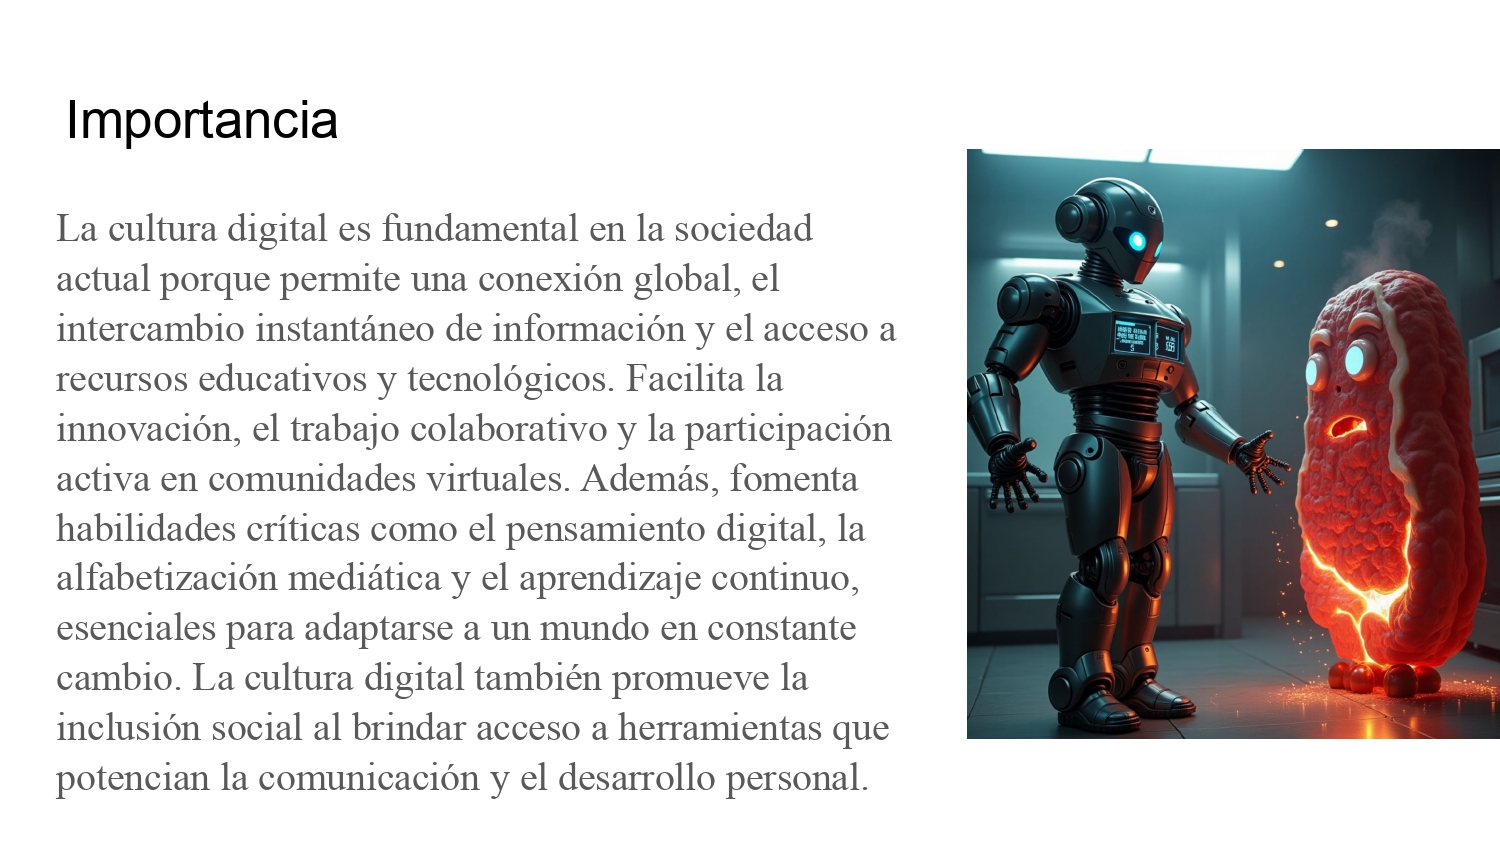 Importancia
La cultura digital es fundamental en la sociedad
actual porque permite una conexión global, el
intercambio instantáneo de información y el acceso a
recursos educativos y tecnológicos. Facilita la
innovación, el trabajo colaborativo y la participación
activa en comunidades virtuales. Además, fomenta
habilidades críticas como el pensamiento digital, la
alfabetización mediática y el aprendizaje continuo,
esenciales para adaptarse a un mundo en constante
cambio. La cultura digital también promueve la
inclusión social al brindar acceso a herramientas que
potencian la comunicación y el desarrollo personal.